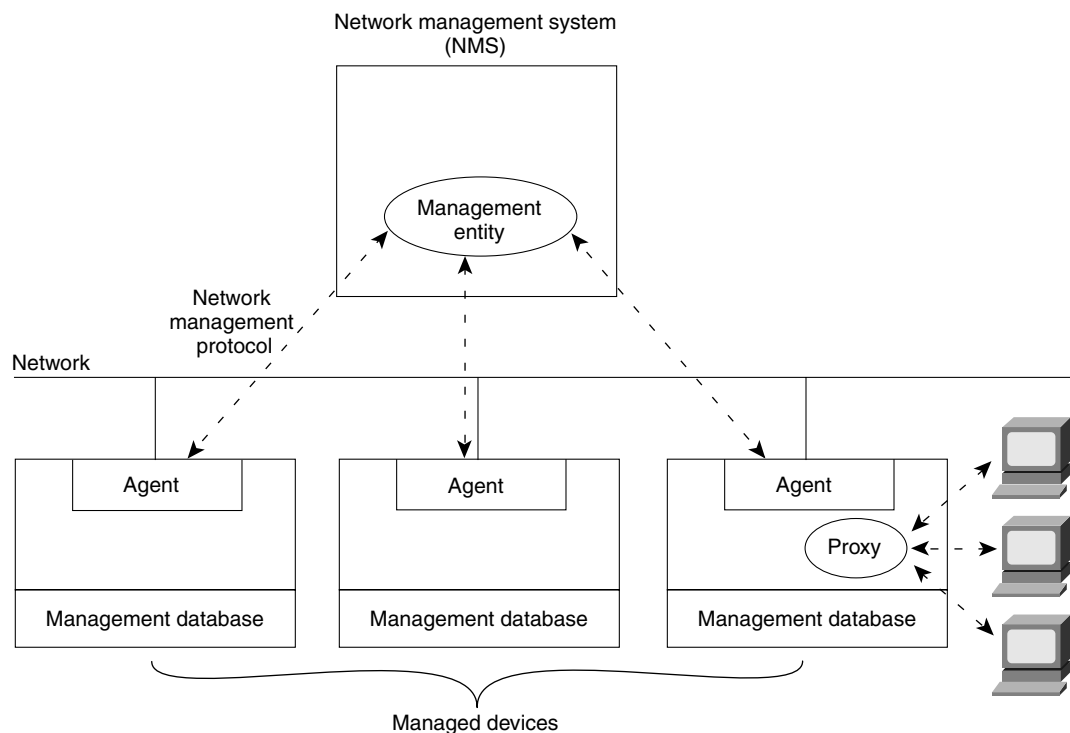 Network management system
(NMS)
Management
entity
Network
management
protocol
Network
Agent
Agent
Agent
Proxy
Management database
Management database
Management database
Managed devices